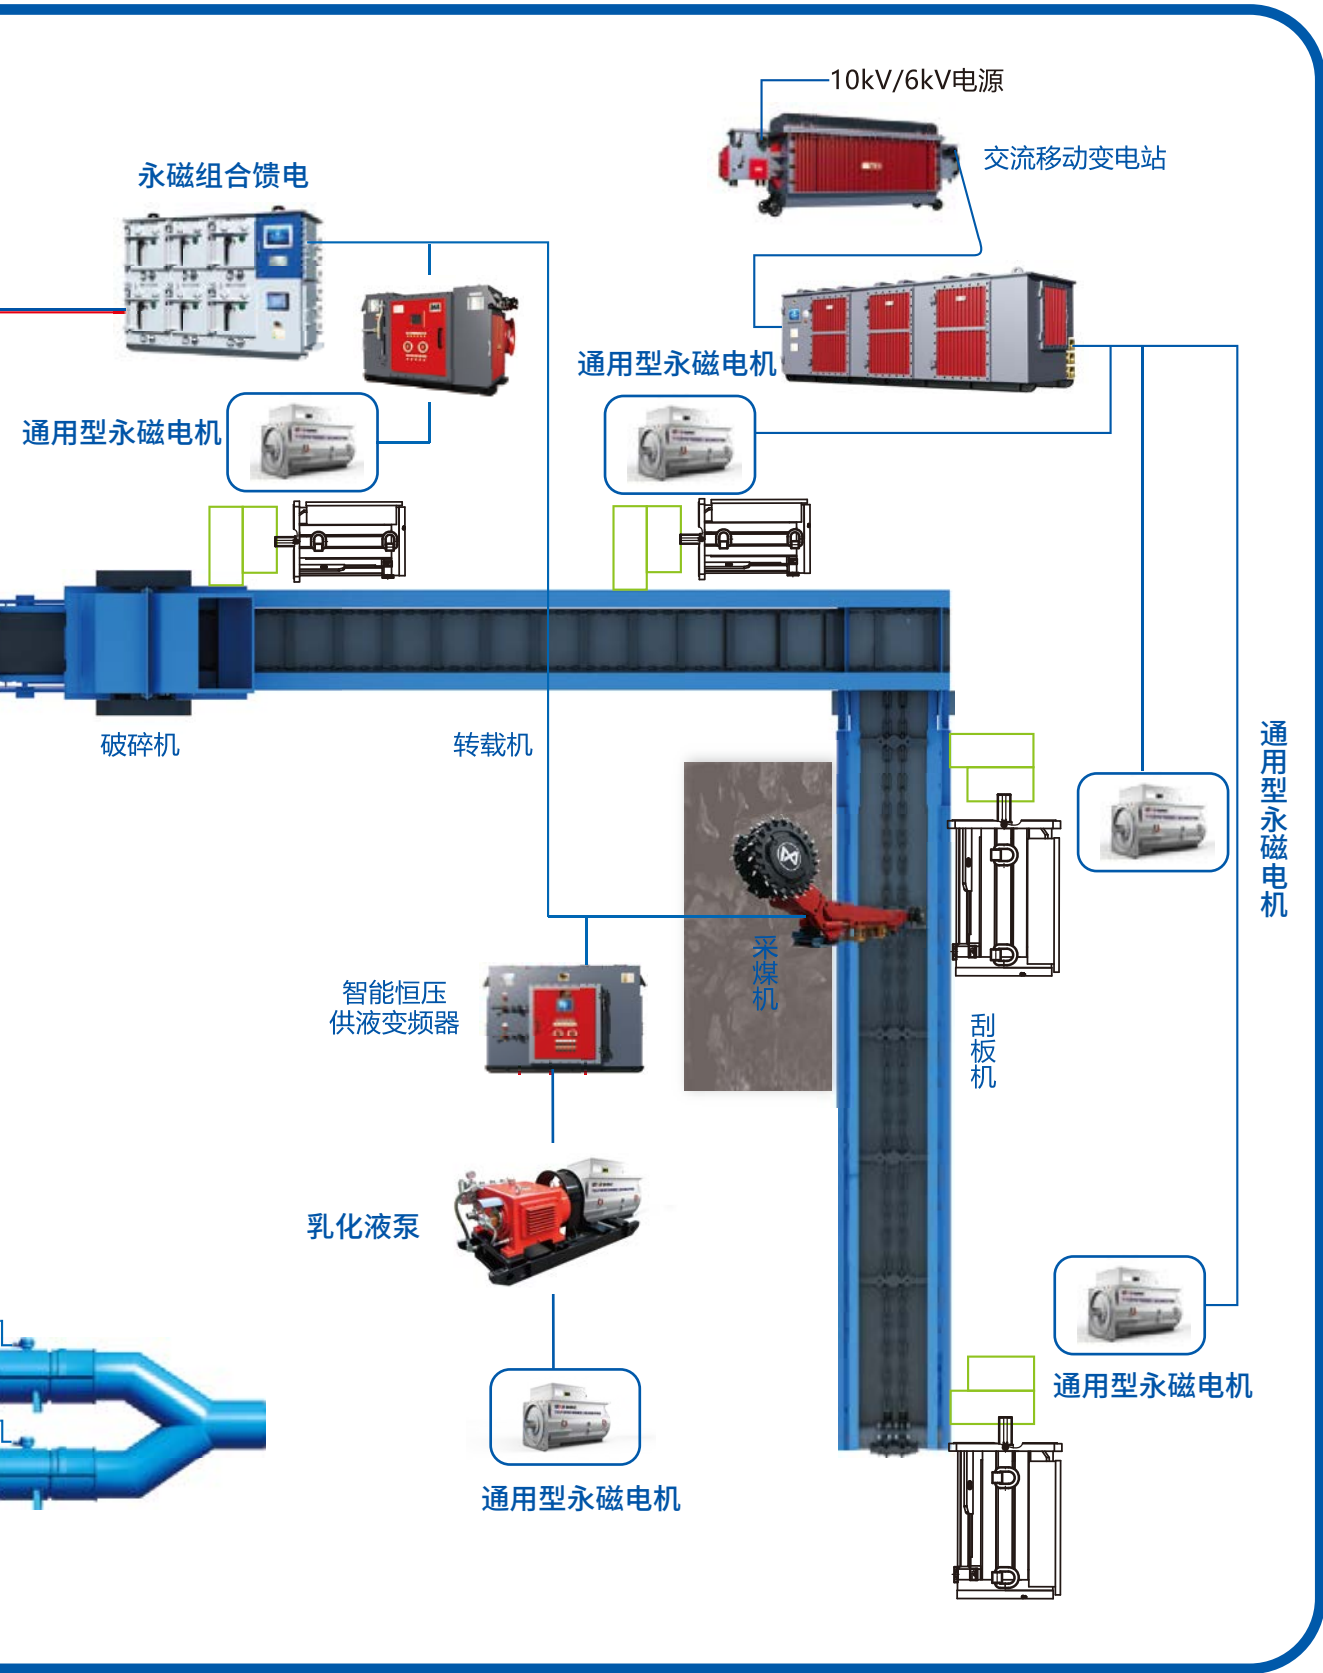 10kV/6kV电源
交流移动变电站
永磁组合馈电
通用型永磁电机
通用型永磁电机
破碎机
转载机
通用型永磁电机
采煤机
智能恒压
供液变频器
刮板机
乳化液泵
通用型永磁电机
通用型永磁电机